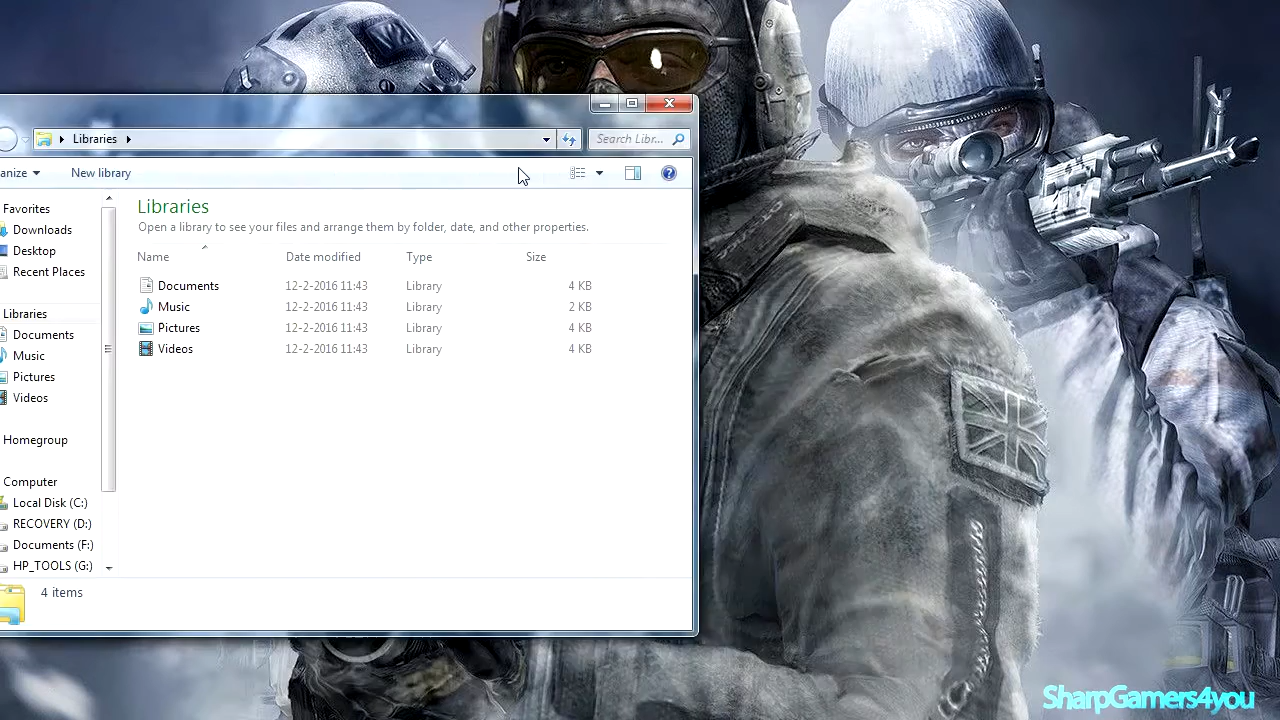 Libraries
Search Libr...
anize
New library
Favorites
Downloads
Desktop
Recent Places
Libraries
Documents
Music
Pictures
Videos
Homegroup
Computer
Local Disk (C:)
RECOVERY (D:)
Documents (F:)
HP_TOOLS (G:)
Libraries
Open a library to see your files and arrange them by folder, date, and other properties.
Name Date modified Type Size
Documents 12-2-2016 11:43 Library 4 KB
Music 12-2-2016 11:43 Library 2 KB
Pictures 12-2-2016 11:43 Library 4 KB
Videos 12-2-2016 11:43 Library 4 KB
4 items
SharpGamers4you